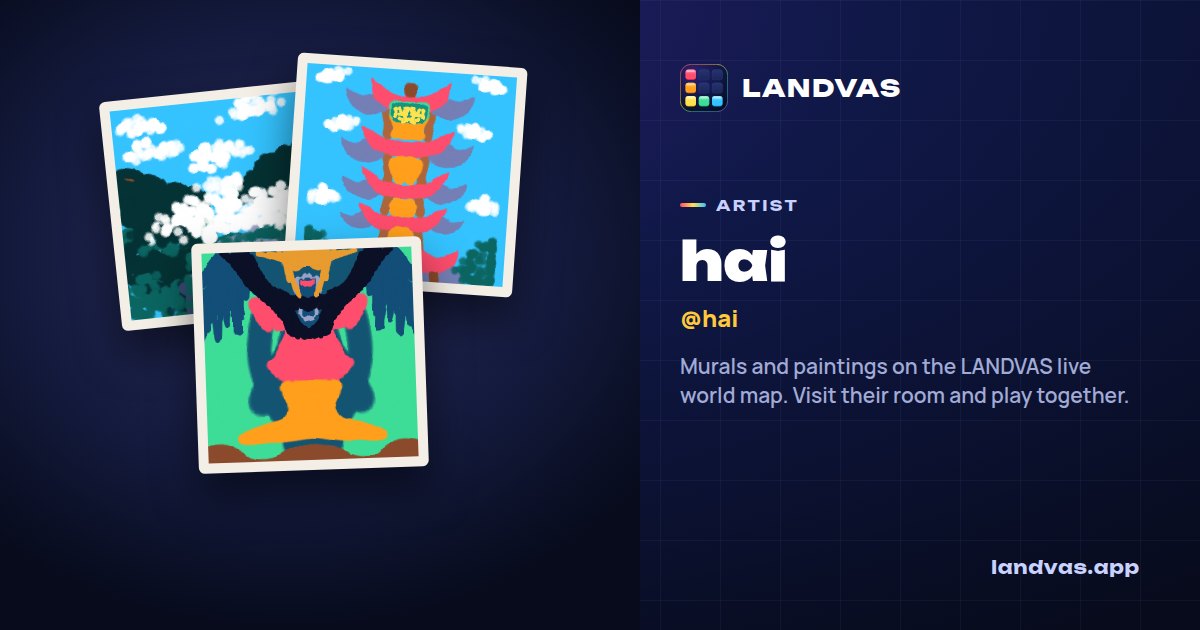 LANDVAS
ARTIST
hai
@hai
Murals and paintings on the LANDVAS live
world map. Visit their room and play together.
landvas.app